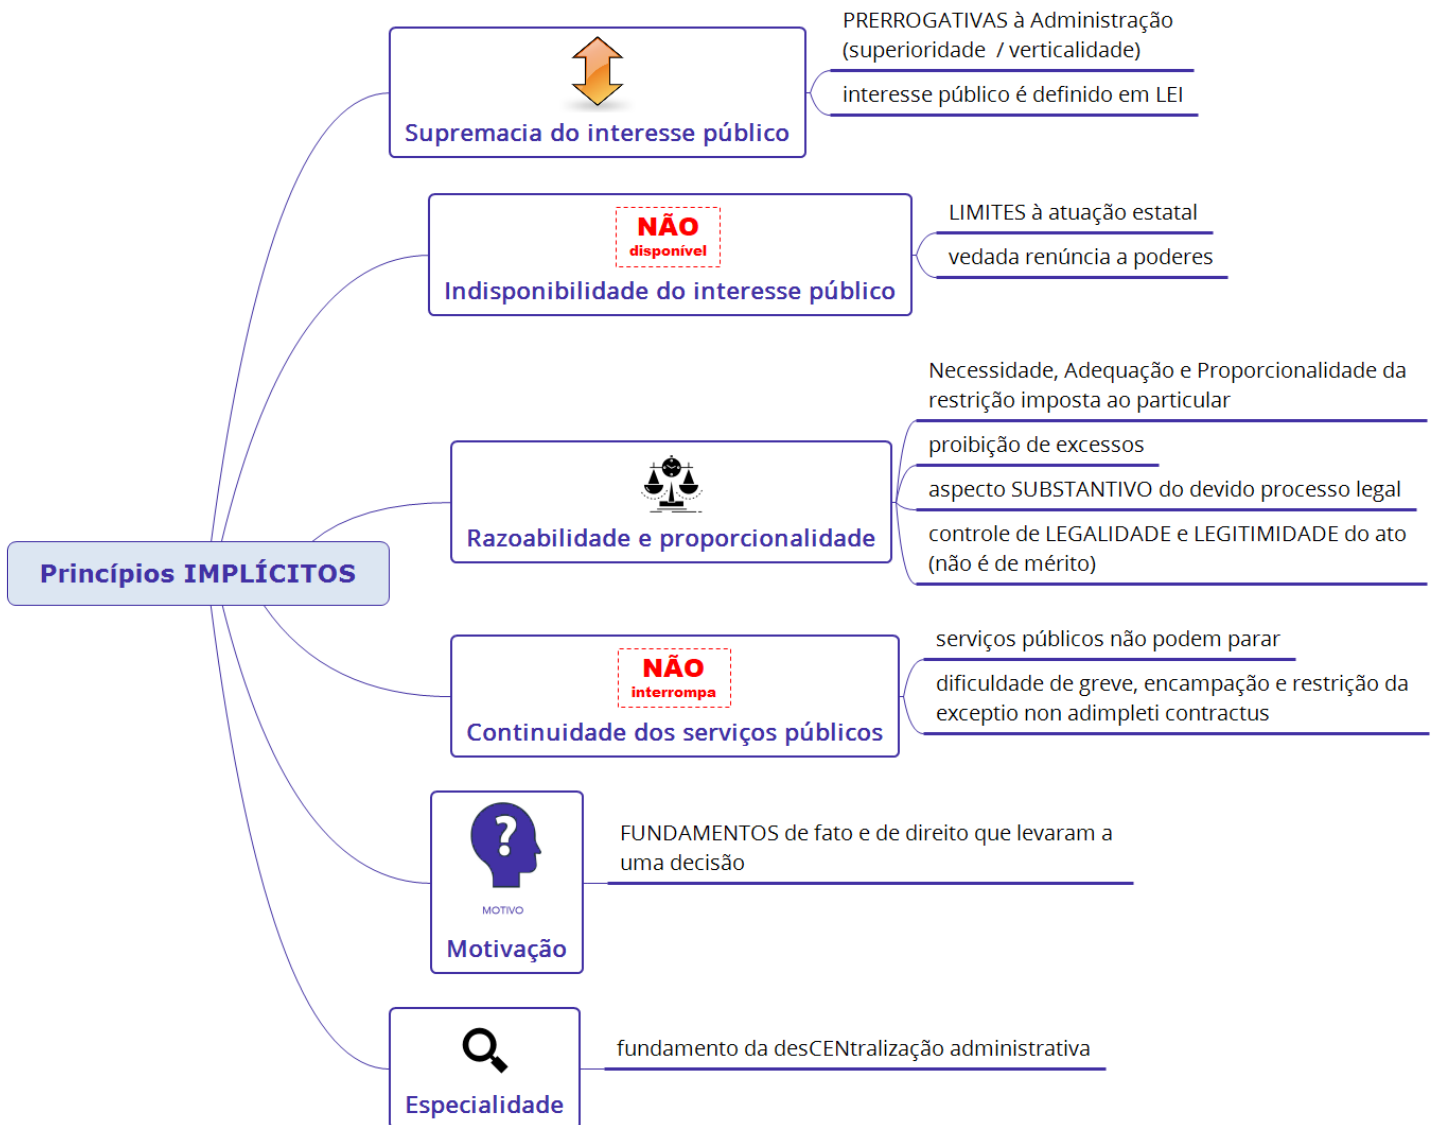 PRERROGATIVAS à Administração
(superioridade / verticalidade)
interesse público é definido em LEI
Supremacia do interesse público
NÃO
disponível
Indisponibilidade do interesse público
LIMITES à atuação estatal
vedada renúncia a poderes
Necessidade, Adequação e Proporcionalidade da
restrição imposta ao particular
proibição de excessos
aspecto SUBSTANTIVO do devido processo legal
controle de LEGALIDADE e LEGITIMIDADE do ato
(não é de mérito)
Razoabilidade e proporcionalidade
Princípios IMPLÍCITOS
NÃO
interrompa
Continuidade dos serviços públicos
serviços públicos não podem parar
dificuldade de greve, encampação e restrição da
exceptio non adimpleti contractus
?
MOTIVO
Motivação
FUNDAMENTOS de fato e de direito que levaram a
uma decisão
Especialidade
fundamento da desCENtralização administrativa